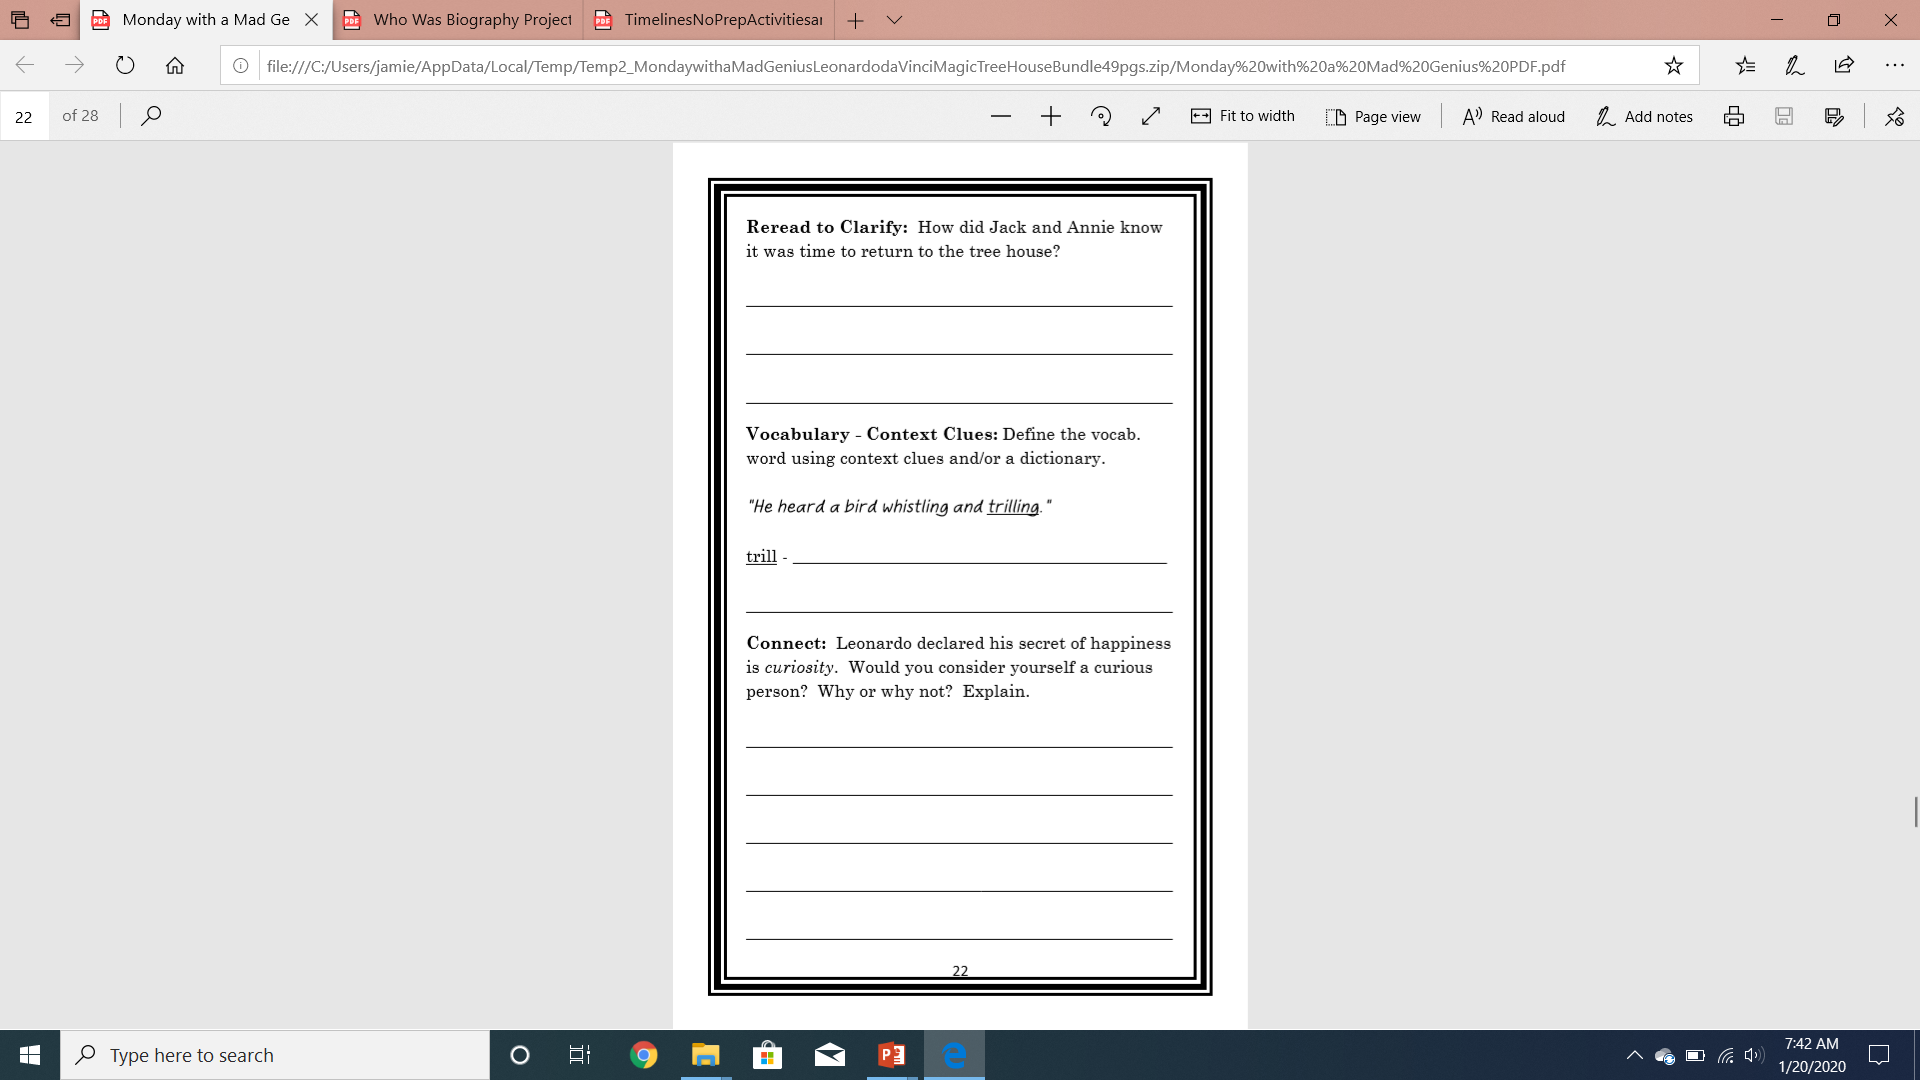 Monday with a Mad Ge
Who Was Biography Project
TimelinesNoPrepActivitiesar
file:///C:/Users/jamie/AppData/Local/Temp/Temp2_MondaywithaMadGeniusLeonardodaVinciMagicTreeHouseBundle49pgs.zip/Monday%20with%20a%20Mad%20Genius%20PDF.pdf
22 of 28 Fit to width Page view Read aloud Add notes
Reread to Clarify: How did Jack and Annie know
it was time to return to the tree house?
Vocabulary - Context Clues: Define the vocab.
word using context clues and/or a dictionary.
"He heard a bird whistling and trilling."
trill -
Connect: Leonardo declared his secret of happiness
is curiosity. Would you consider yourself a curious
person? Why or why not? Explain.
22
Type here to search
7:42 AM
1/20/2020